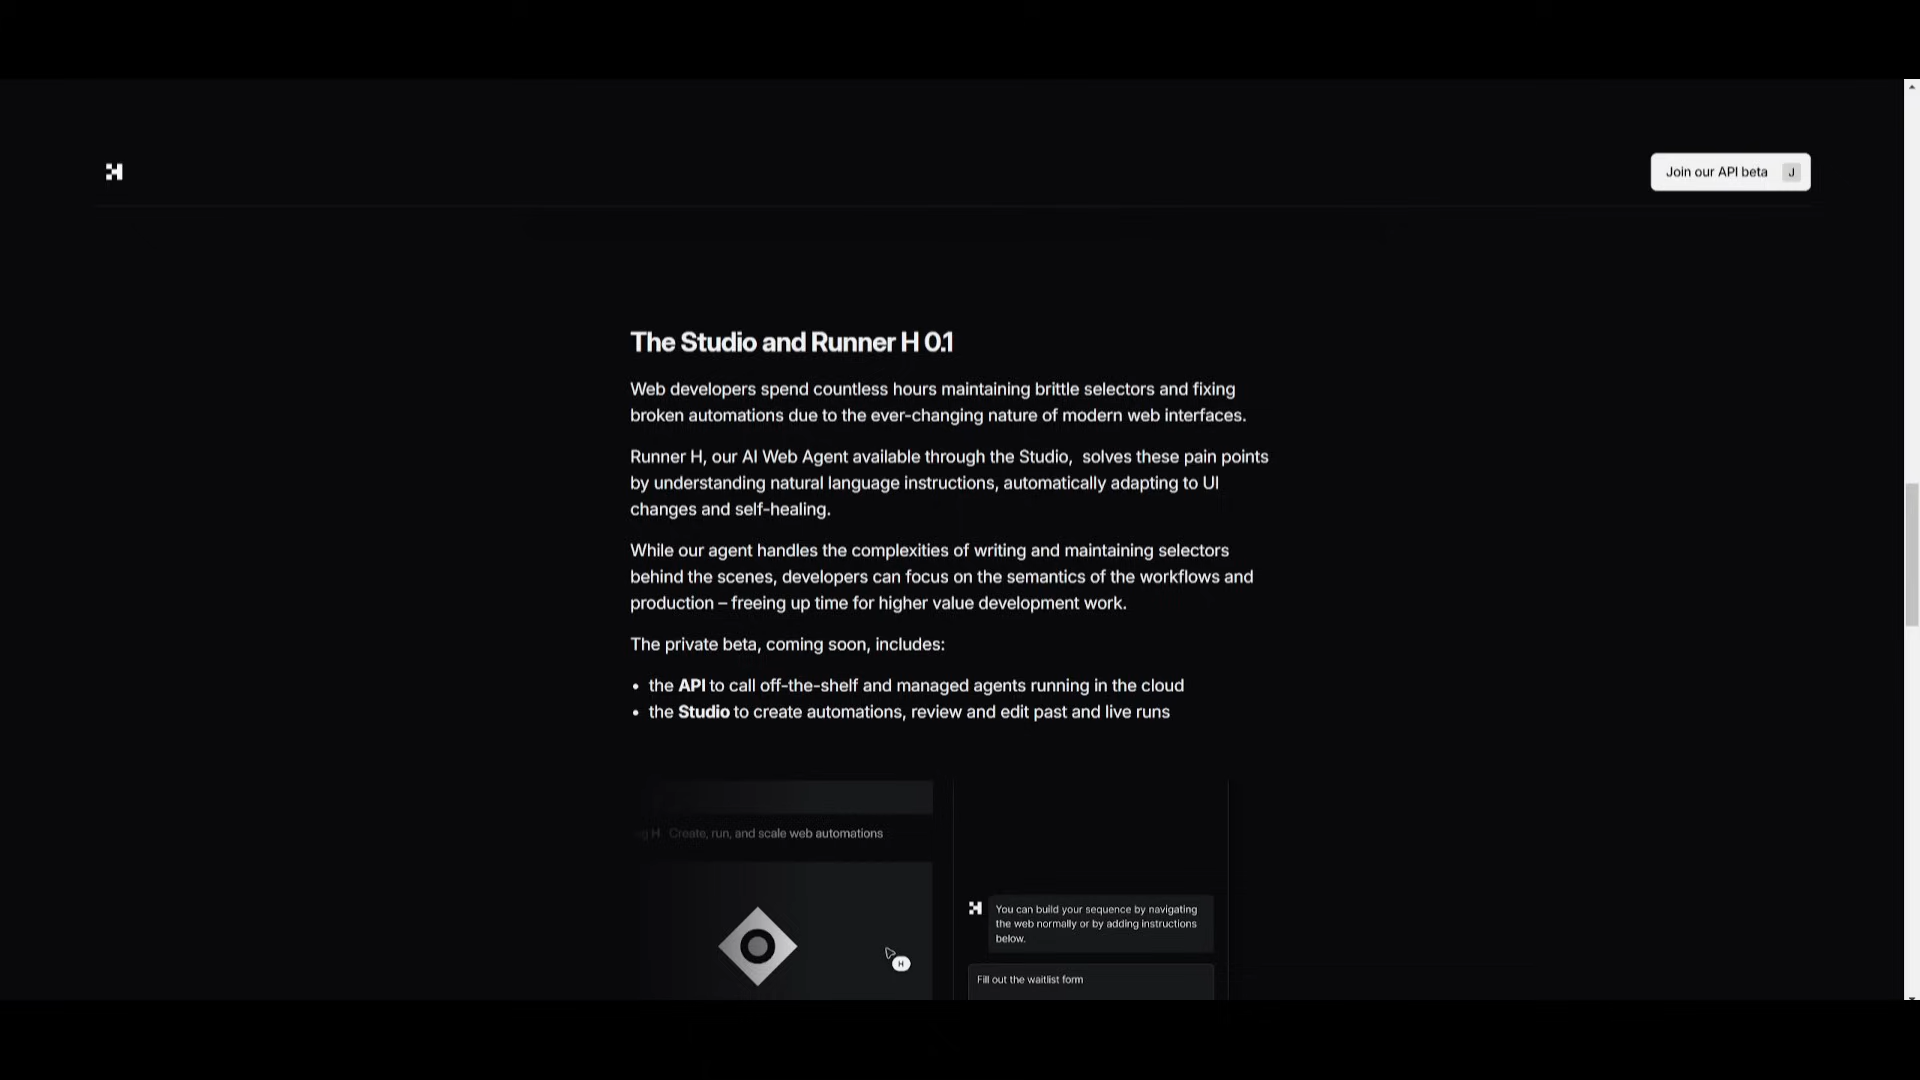 Join our API beta J
The Studio and Runner H 0.1
Web developers spend countless hours maintaining brittle selectors and fixing
broken automations due to the ever-changing nature of modern web interfaces.
Runner H, our AI Web Agent available through the Studio, solves these pain points
by understanding natural language instructions, automatically adapting to UI
changes and self-healing.
While our agent handles the complexities of writing and maintaining selectors
behind the scenes, developers can focus on the semantics of the workflows and
production – freeing up time for higher value development work.
The private beta, coming soon, includes:
• the API to call off-the-shelf and managed agents running in the cloud
• the Studio to create automations, review and edit past and live runs
H Create, run, and scale web automations
H
You can build your sequence by navigating
the web normally or by adding instructions
below.
Fill out the waitlist form